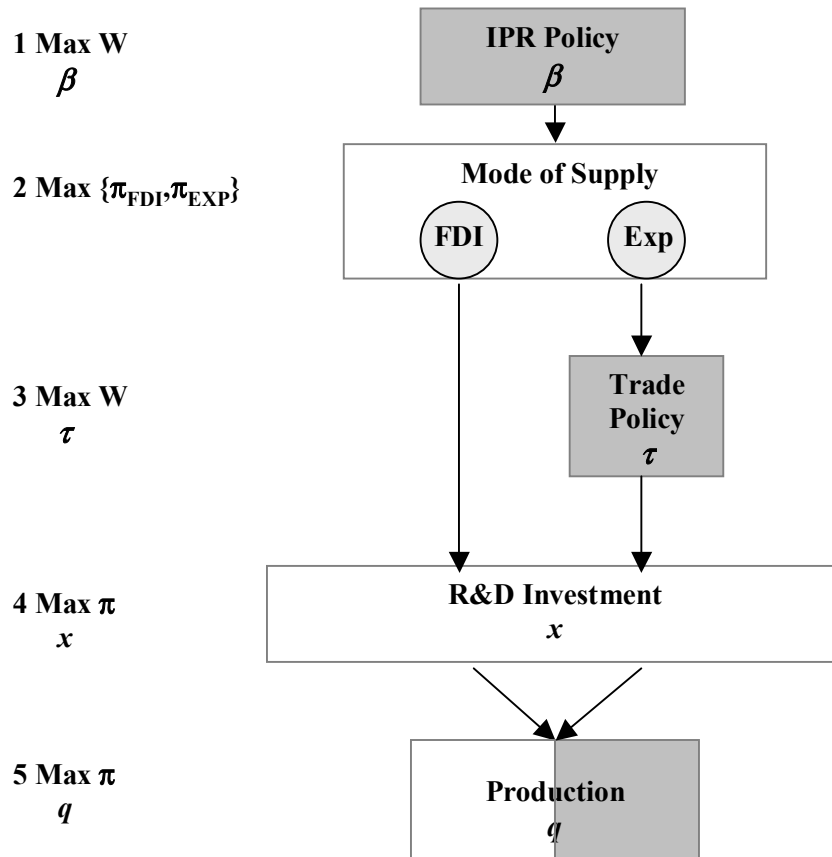 1 Max W
β
IPR Policy
β
2 Max {π_FDI,π_EXP}
Mode of Supply
FDI
Exp
3 Max W
τ
Trade
Policy
τ
4 Max π
x
R&D Investment
x
5 Max π
q
Production
q